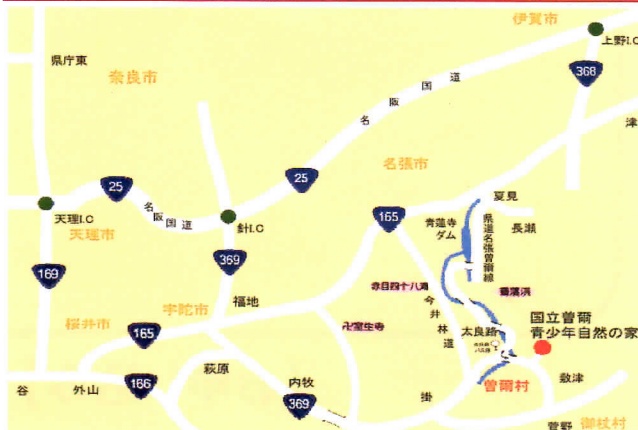 伊賀市
上野I.C
県庁東
奈良市
368
名阪国道
津
名張市
25
25
夏見
天理I.C
名阪国道
針I.C
165
青蓮寺
ダム
県道名張曽爾線
長瀬
天理市
169
369
赤目四十八滝
香落渓
宇陀市
福地
桜井市
165
卍室生寺
今井林道
太良路
国立曽爾
青少年自然の家
萩原
谷
外山
166
内牧
369
掛
曽爾村
敷津
菅野
御杖村